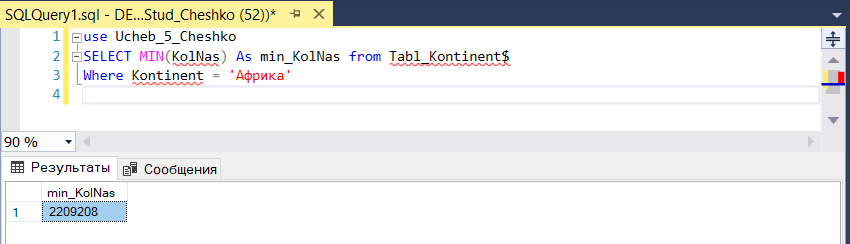 SQLQuery1.sql - DE...Stud_Cheshko (52))*
1 use Ucheb_5_Cheshko
2 SELECT MIN(KolNas) As min_KolNas from Tabl_Kontinent$
3 Where Kontinent = 'Африка'
4
90 %
Результаты Сообщения
min_KolNas
1 2209208